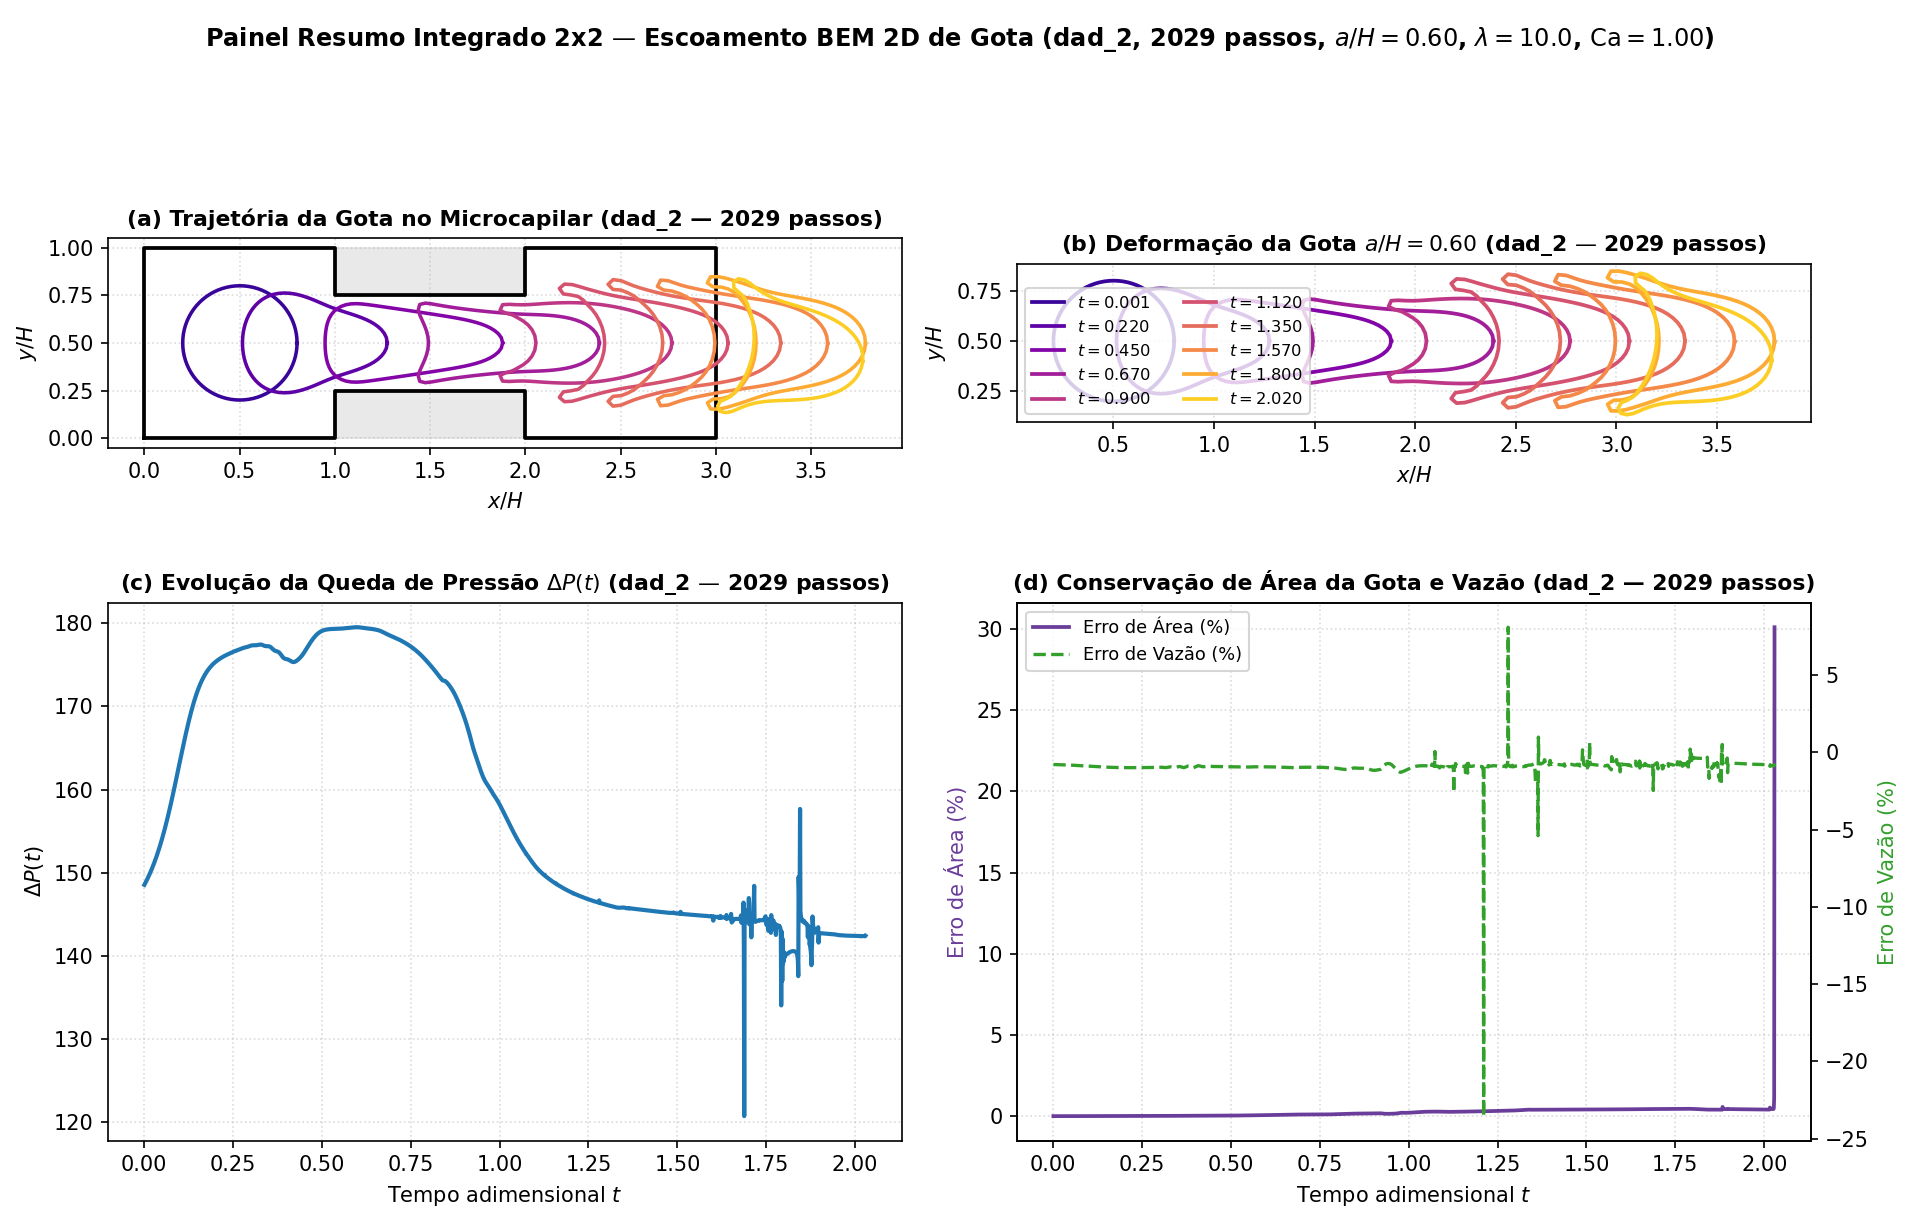 Painel Resumo Integrado 2x2 — Escoamento BEM 2D de Gota (dad_2, 2029 passos, a/H = 0.60, λ = 10.0, Ca = 1.00)
(a) Trajetória da Gota no Microcapilar (dad_2 — 2029 passos)
1.00
0.75
0.50
0.25
0.00
y/H
0.0 0.5 1.0 1.5 2.0 2.5 3.0 3.5
x/H
(b) Deformação da Gota a/H = 0.60 (dad_2 — 2029 passos)
0.75
0.50
0.25
y/H
t = 0.001 t = 1.120
t = 0.220 t = 1.350
t = 0.450 t = 1.570
t = 0.670 t = 1.800
t = 0.900 t = 2.020
0.5 1.0 1.5 2.0 2.5 3.0 3.5
x/H
(c) Evolução da Queda de Pressão ΔP(t) (dad_2 — 2029 passos)
180
170
160
150
140
130
120
ΔP(t)
0.00 0.25 0.50 0.75 1.00 1.25 1.50 1.75 2.00
Tempo adimensional t
(d) Conservação de Área da Gota e Vazão (dad_2 — 2029 passos)
Erro de Área (%)
Erro de Vazão (%)
30
25
20
15
10
5
0
Erro de Área (%)
5
0
−5
−10
−15
−20
−25
Erro de Vazão (%)
0.00 0.25 0.50 0.75 1.00 1.25 1.50 1.75 2.00
Tempo adimensional t